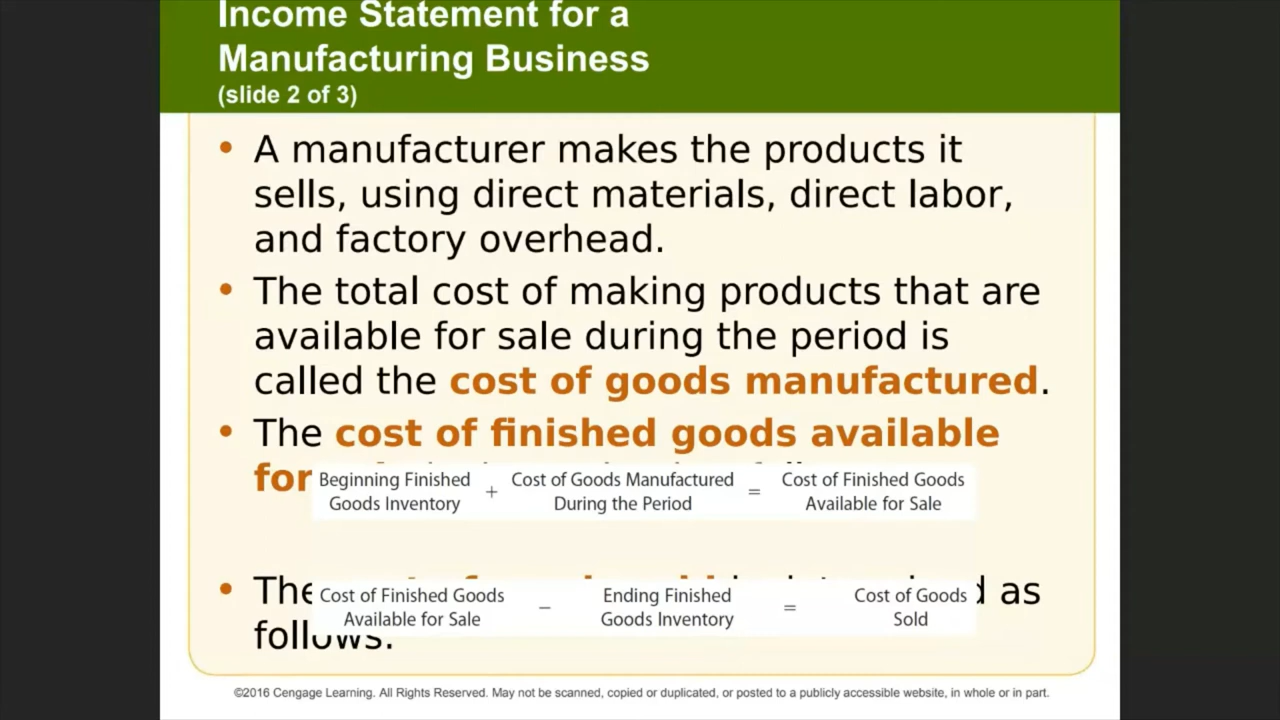 Income Statement for a
Manufacturing Business
(slide 2 of 3)
• A manufacturer makes the products it
sells, using direct materials, direct labor,
and factory overhead.
• The total cost of making products that are
available for sale during the period is
called the cost of goods manufactured.
• The cost of finished goods available
for
Beginning Finished + Cost of Goods Manufactured = Cost of Finished Goods
Goods Inventory During the Period Available for Sale
• The as
Cost of Finished Goods − Ending Finished = Cost of Goods
Available for Sale Goods Inventory Sold
follows:
©2016 Cengage Learning. All Rights Reserved. May not be scanned, copied or duplicated, or posted to a publicly accessible website, in whole or in part.